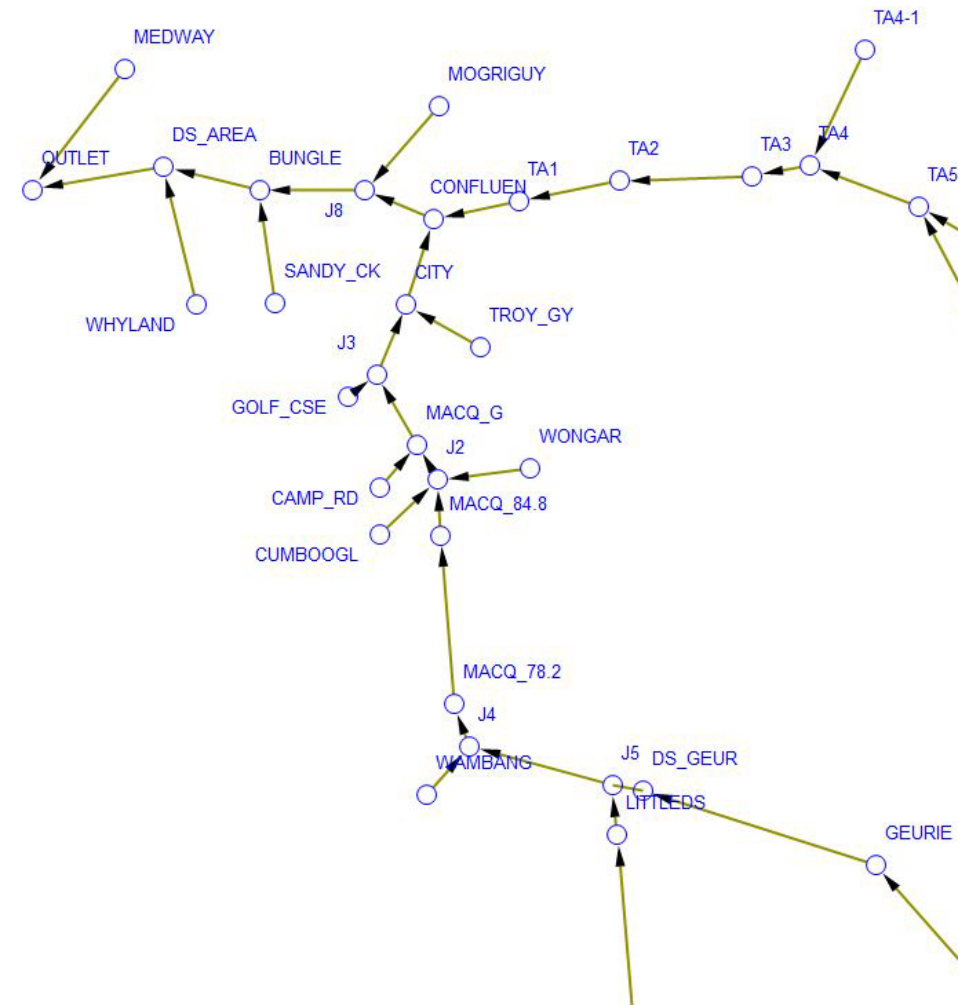 TA4-1
MEDWAY
MOGRIGUY
DS_AREA
TA4
OUTLET
BUNGLE
TA2
TA3
TA1
CONFLUEN
TA5
J8
SANDY_CK
CITY
WHYLAND
TROY_GY
J3
GOLF_CSE
MACQ_G
WONGAR
J2
CAMP_RD
MACQ_84.8
CUMBOOGL
MACQ_78.2
J4
WAMBANG
J5
DS_GEUR
LITTLEDS
GEURIE